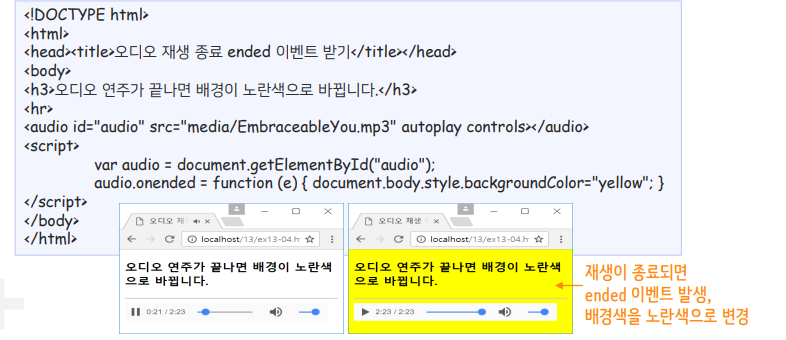 <!DOCTYPE html>
<html>
<head><title>오디오 재생 종료 ended 이벤트 받기</title></head>
<body>
<h3>오디오 연주가 끝나면 배경이 노란색으로 바뀝니다.</h3>
<hr>
<audio id="audio" src="media/EmbraceableYou.mp3" autoplay controls></audio>
<script>
var audio = document.getElementById("audio");
audio.onended = function (e) { document.body.style.backgroundColor="yellow"; }
</script>
</body>
</html>
오디오 재
localhost/13/ex13-04.h
오디오 연주가 끝나면 배경이 노란색
으로 바뀝니다.
0:21 / 2:23
오디오 재생
localhost/13/ex13-
오디오 연주가 끝나면 배경이 노란색
으로 바뀝니다.
2:23 / 2:23
재생이 종료되면
ended 이벤트 발생,
배경색을 노란색으로 변경